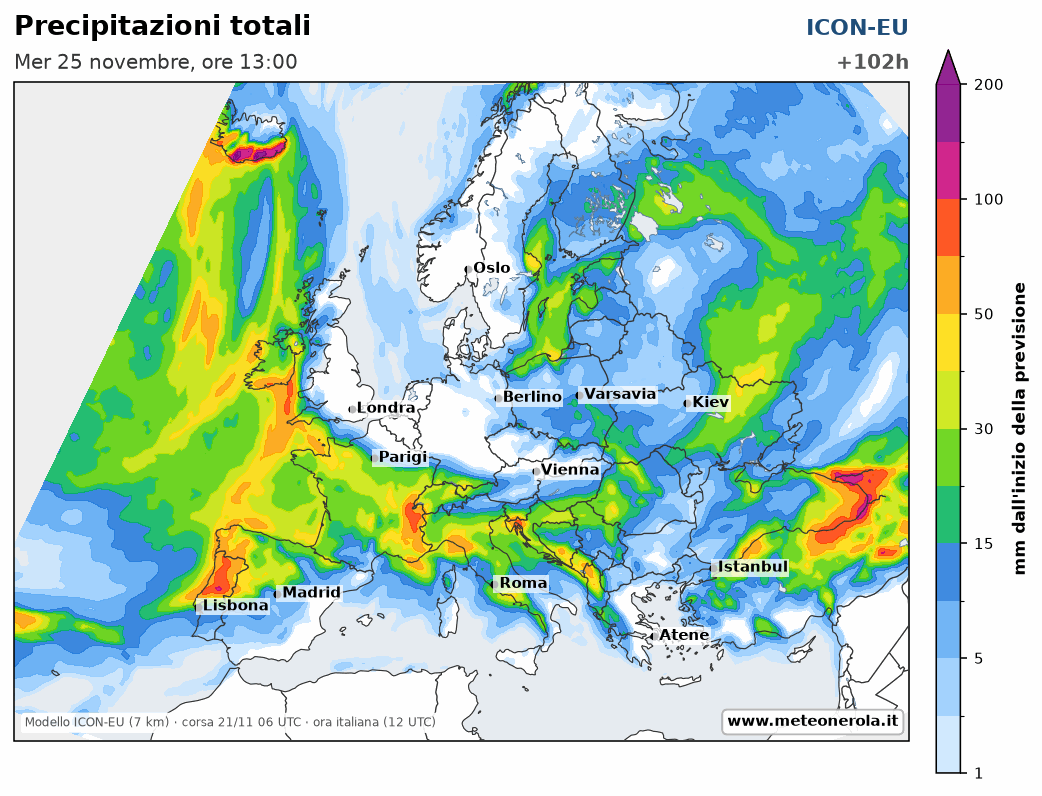 Precipitazioni totali
ICON-EU
Mer 25 novembre, ore 13:00
+102h
200
100
50
30
15
5
1
mm dall'inizio della previsione
Oslo
Berlino
Varsavia
Kiev
Londra
Parigi
Vienna
Istanbul
Roma
Madrid
Lisbona
Atene
Modello ICON-EU (7 km) · corsa 21/11 06 UTC · ora italiana (12 UTC)
www.meteonerola.it